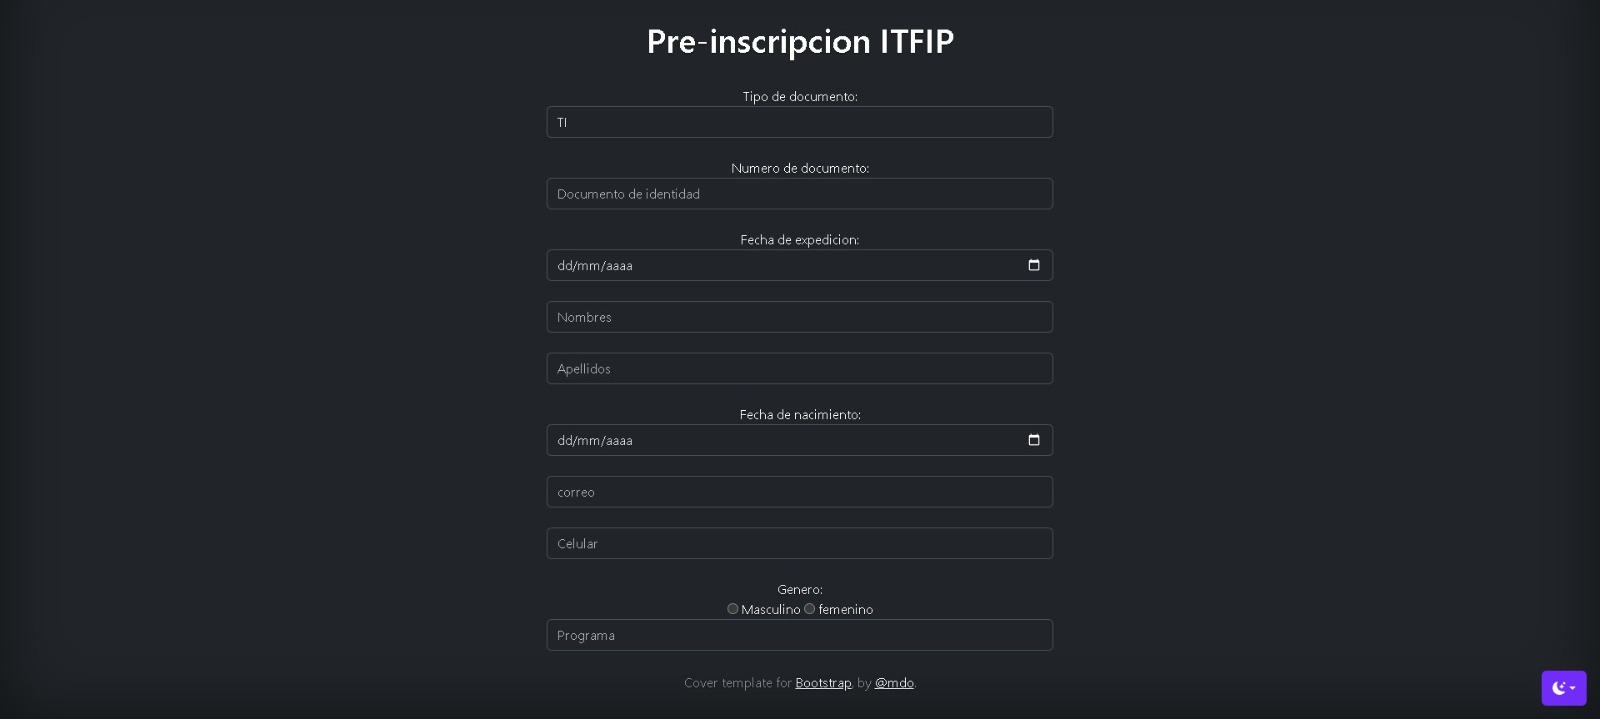 Pre-inscripcion ITFIP
Tipo de documento:
TI
Numero de documento:
Documento de identidad
Fecha de expedicion:
dd/mm/aaaa
Nombres
Apellidos
Fecha de nacimiento:
dd/mm/aaaa
correo
Celular
Genero:
Masculino femenino
Programa
Cover template for Bootstrap, by @mdo.